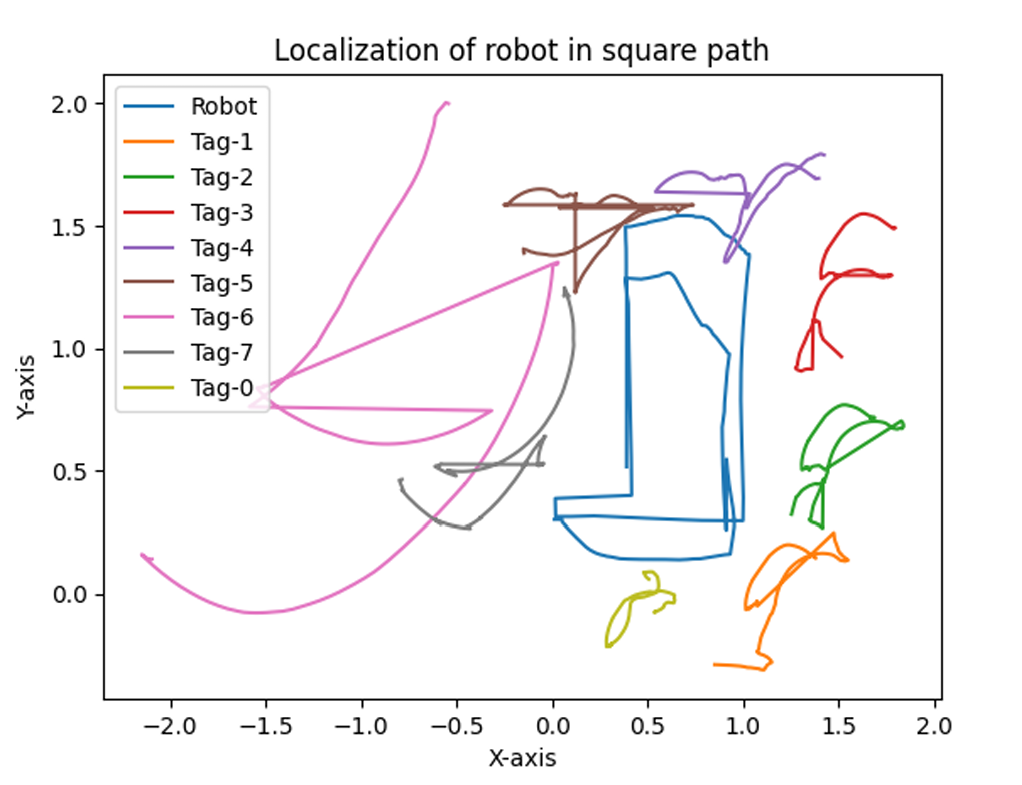 Localization of robot in square path
Robot
Tag-1
Tag-2
Tag-3
Tag-4
Tag-5
Tag-6
Tag-7
Tag-0
Y-axis
2.0
1.5
1.0
0.5
0.0
−2.0 −1.5 −1.0 −0.5 0.0 0.5 1.0 1.5 2.0
X-axis